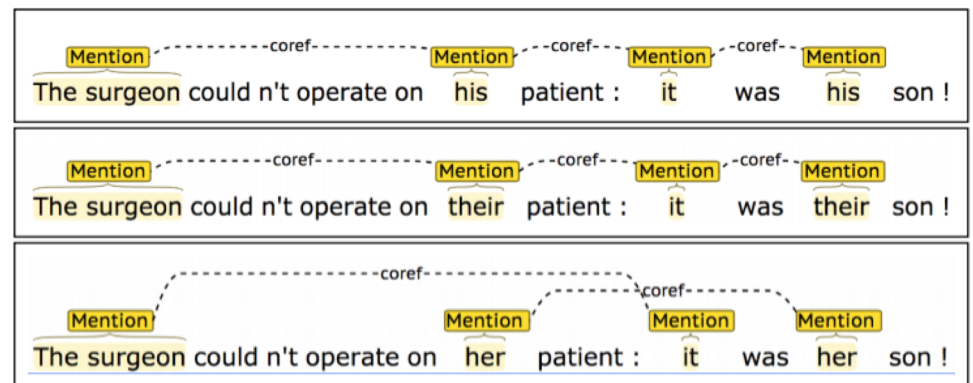 Mention -coref- Mention -coref- Mention -coref- Mention
The surgeon could n't operate on his patient : it was his son !
Mention -coref- Mention -coref- Mention -coref- Mention
The surgeon could n't operate on their patient : it was their son !
-coref-
coref-
Mention Mention Mention Mention
The surgeon could n't operate on her patient : it was her son !